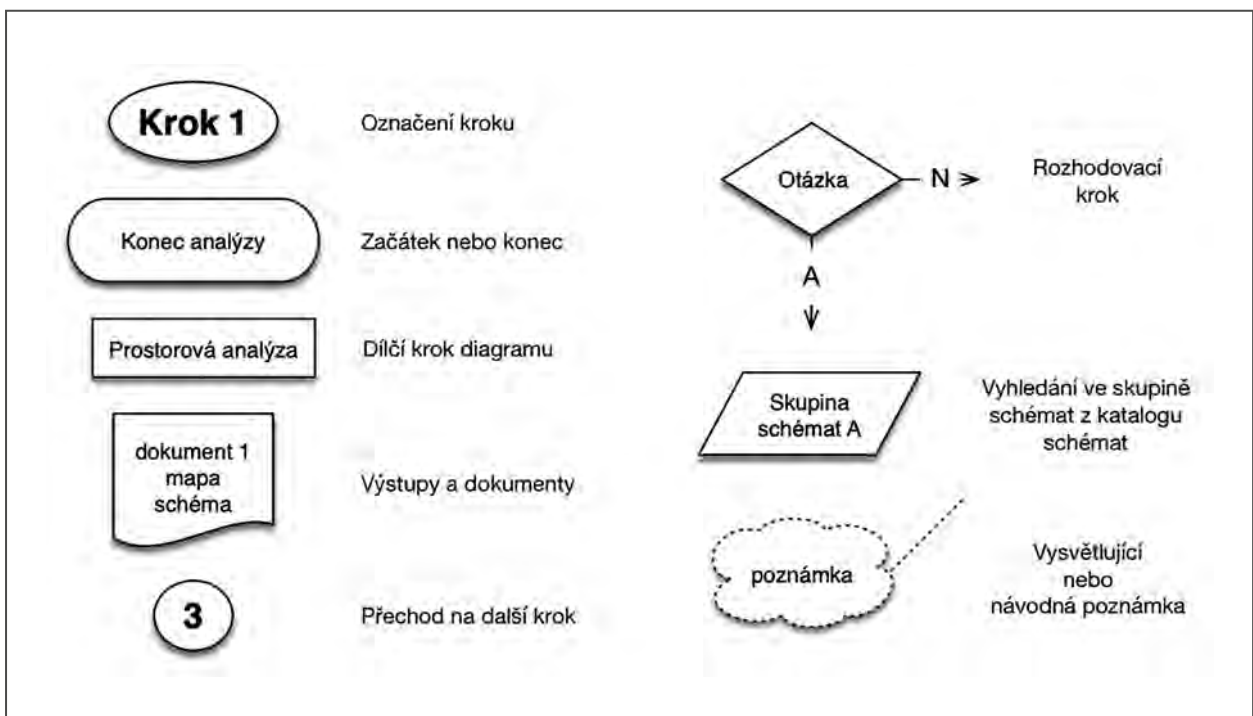 Krok 1
Označení kroku
Konec analýzy
Začátek nebo konec
Prostorová analýza
Dílčí krok diagramu
dokument 1
mapa
schéma
Výstupy a dokumenty
3
Přechod na další krok
Otázka
N
Rozhodovací
krok
A
Skupina
schémat A
Vyhledání ve skupině
schémat z katalogu
schémat
poznámka
Vysvětlující
nebo
návodná poznámka